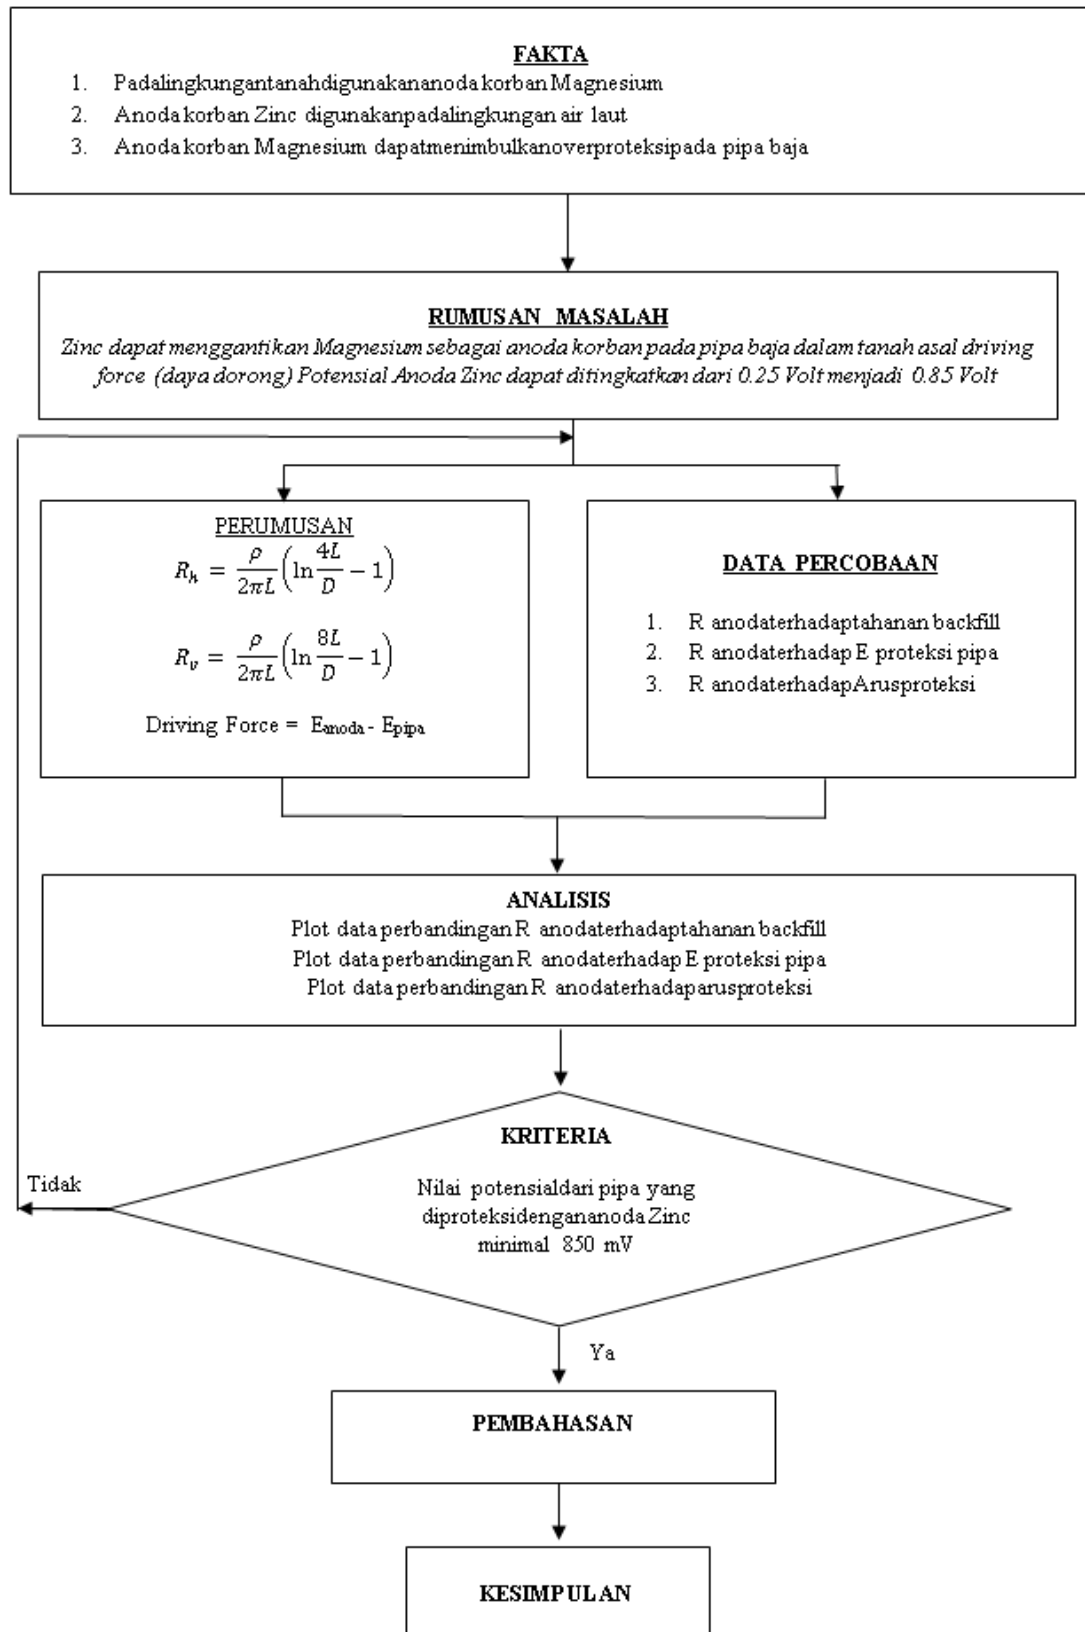 FAKTA
1. Padalingkungantanahdigunakananoda korban Magnesium
2. Anoda korban Zinc digunakanpadalingkungan air laut
3. Anoda korban Magnesium dapatmenimbulkanoverproteksipada pipa baja
RUMUSAN MASALAH
Zinc dapat menggantikan Magnesium sebagai anoda korban pada pipa baja dalam tanah asal driving
force (daya dorong) Potensial Anoda Zinc dapat ditingkatkan dari 0.25 Volt menjadi 0.85 Volt
PERUMUSAN
R_h = ρ/2πL (ln 4L/D − 1)
R_v = ρ/2πL (ln 8L/D − 1)
Driving Force = Eanoda - Epipa
DATA PERCOBAAN
1. R anodaterhadaptahanan backfill
2. R anodaterhadap E proteksi pipa
3. R anodaterhadapArusproteksi
ANALISIS
Plot data perbandingan R anodaterhadaptahanan backfill
Plot data perbandingan R anodaterhadap E proteksi pipa
Plot data perbandingan R anodaterhadaparusproteksi
KRITERIA
Nilai potensialdari pipa yang
diproteksidengananoda Zinc
minimal 850 mV
Tidak
Ya
PEMBAHASAN
KESIMPULAN